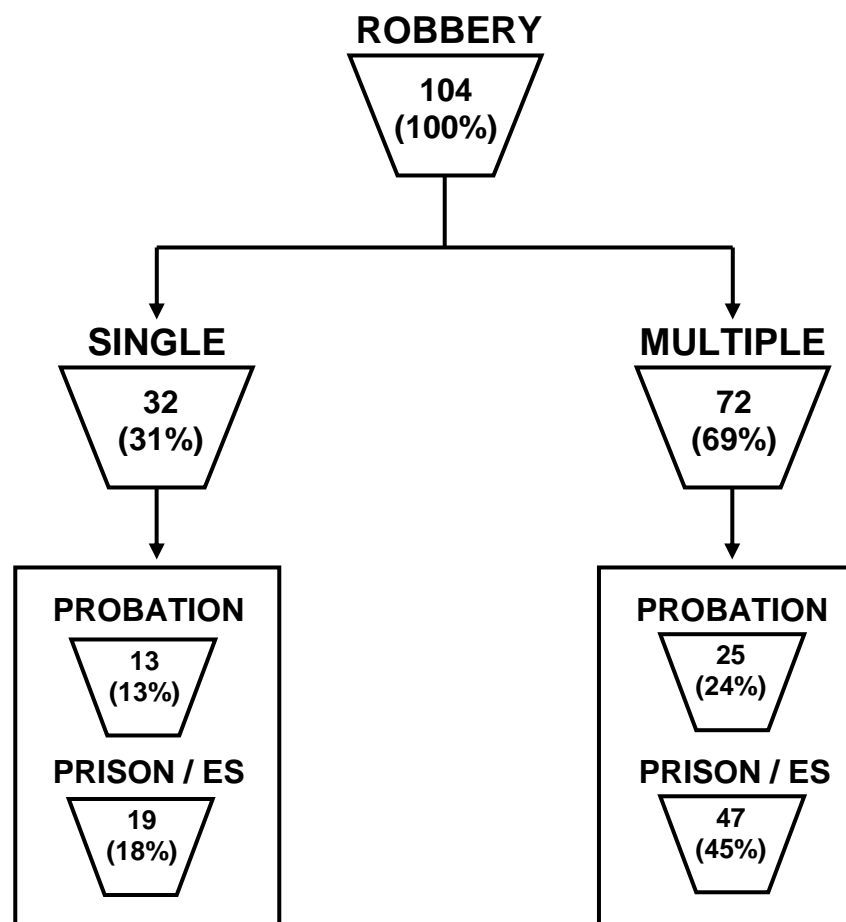 ROBBERY
104
(100%)
SINGLE
32
(31%)
MULTIPLE
72
(69%)
PROBATION
13
(13%)
PRISON / ES
19
(18%)
PROBATION
25
(24%)
PRISON / ES
47
(45%)